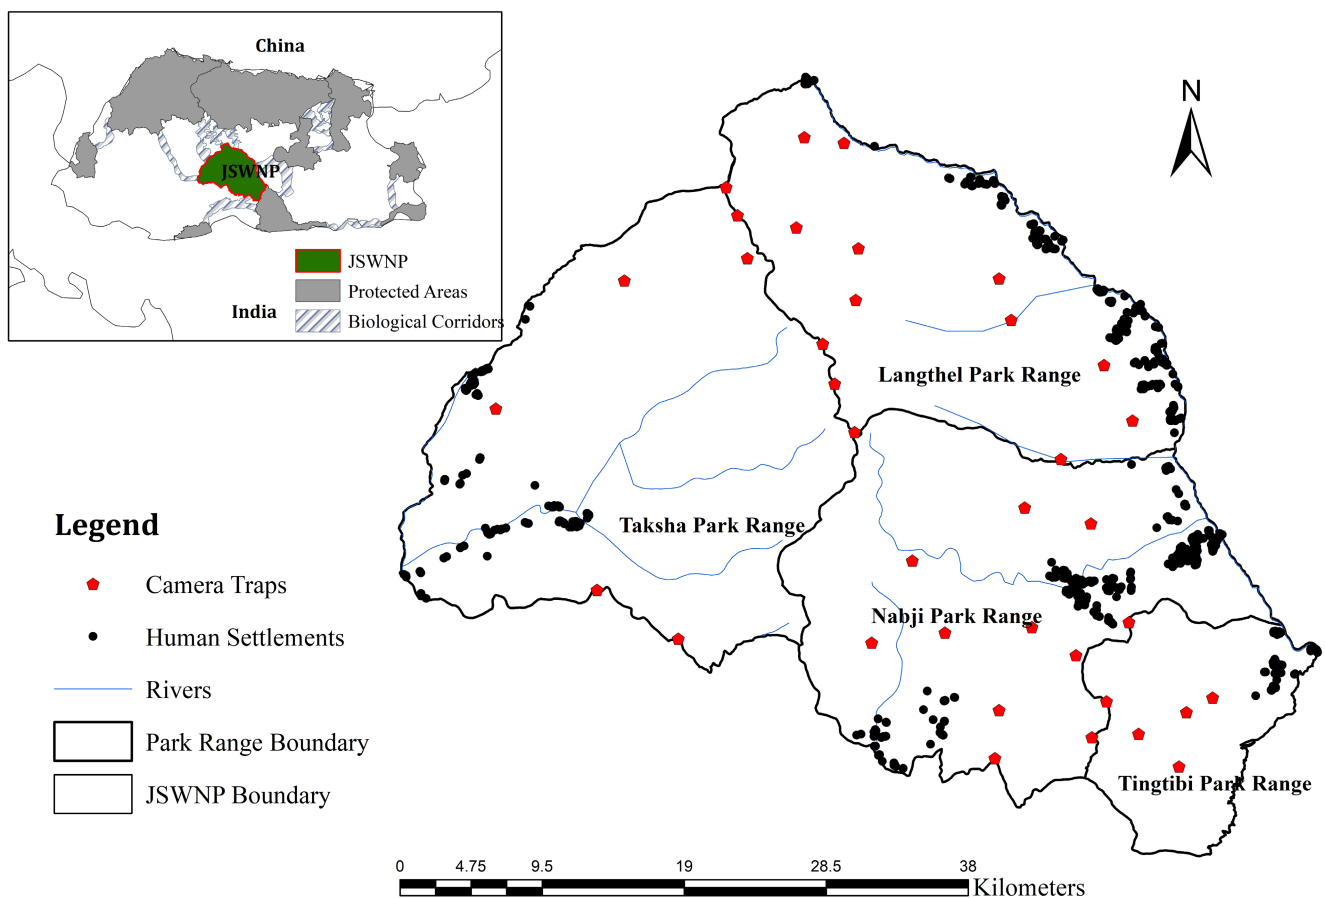 China
JSWNP
JSWNP
Protected Areas
India
Biological Corridors
N
Langthel Park Range
Taksha Park Range
Nabji Park Range
Tingtibi Park Range
Legend
Camera Traps
Human Settlements
Rivers
Park Range Boundary
JSWNP Boundary
0 4.75 9.5 19 28.5 38
Kilometers